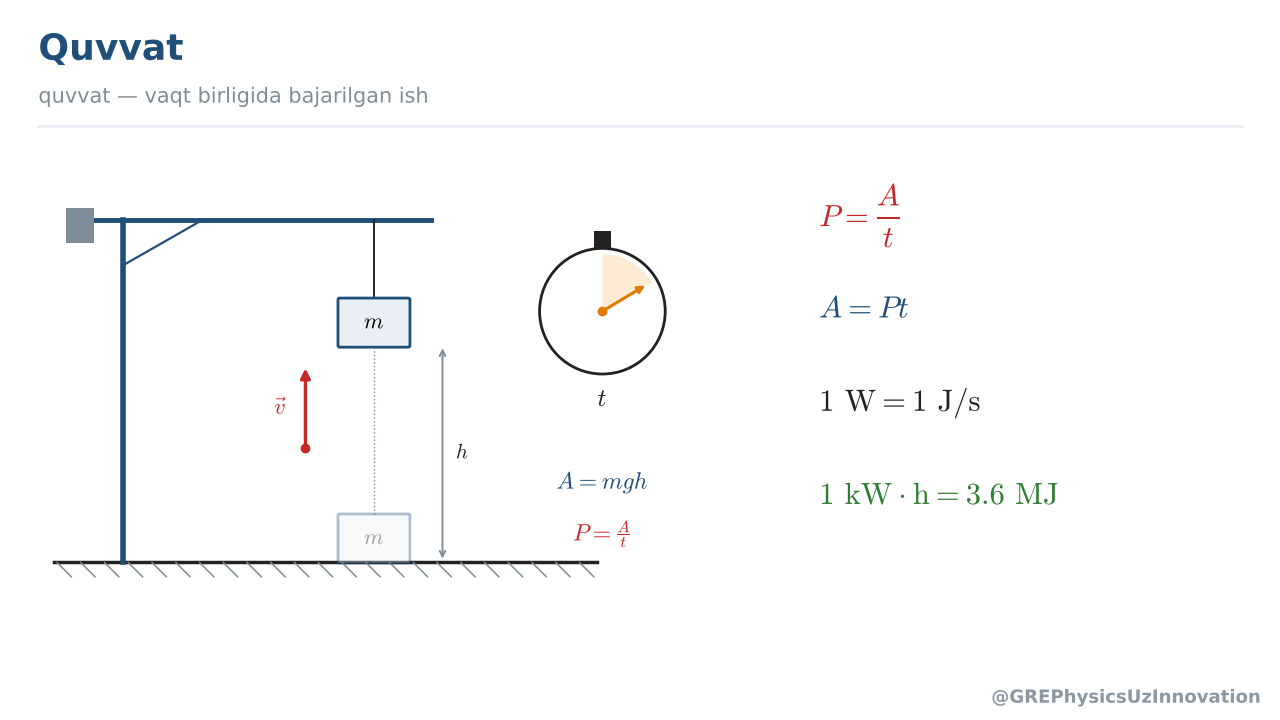 Quvvat
quvvat — vaqt birligida bajarilgan ish
m
v⃗
h
m
t
A = mgh
P = A/t
P = A/t
A = Pt
1 W = 1 J/s
1 kW · h = 3.6 MJ
@GREPhysicsUzInnovation